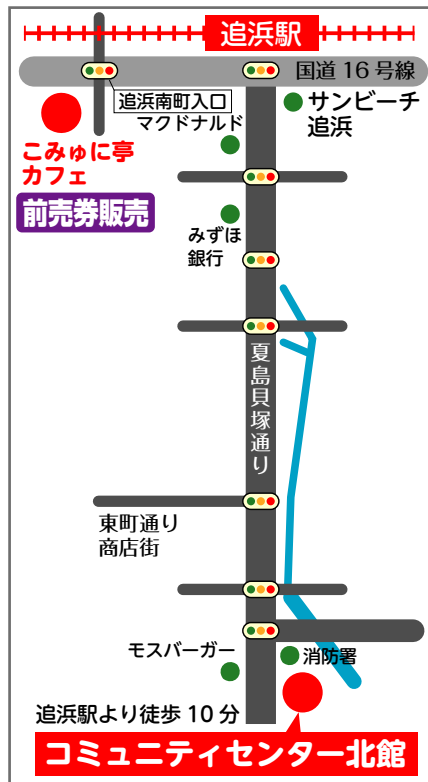 追浜駅
国道16号線
追浜南町入口
サンビーチ
追浜
マクドナルド
こみゅに亭
カフェ
前売券販売
みずほ
銀行
夏島貝塚通り
東町通り
商店街
モスバーガー
消防署
追浜駅より徒歩10分
コミュニティセンター北館